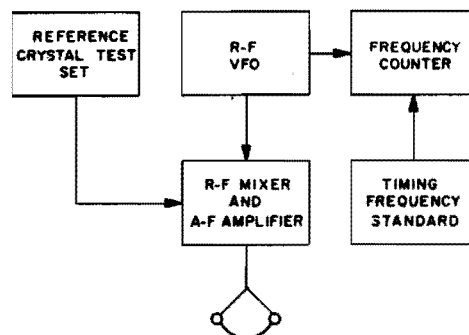 REFERENCE
CRYSTAL TEST
SET
R-F
VFO
FREQUENCY
COUNTER
R-F MIXER
AND
A-F AMPLIFIER
TIMING
FREQUENCY
STANDARD